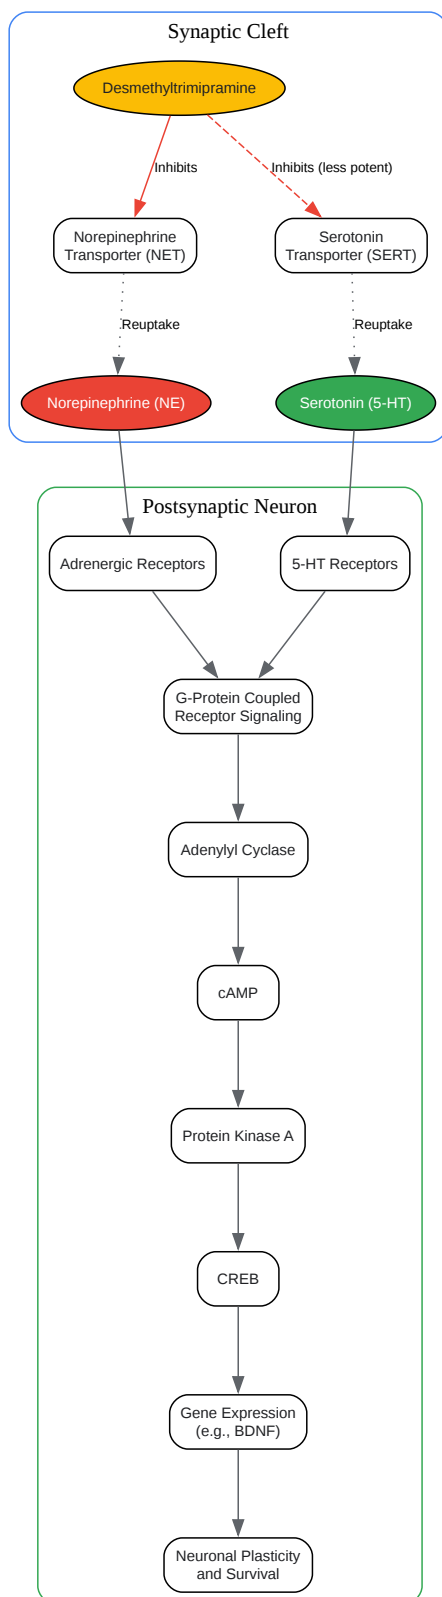 Synaptic Cleft
Desmethyltrimipramine
Inhibits
Inhibits (less potent)
Norepinephrine
Transporter (NET)
Serotonin
Transporter (SERT)
Reuptake
Reuptake
Norepinephrine (NE)
Serotonin (5-HT)
Postsynaptic Neuron
Adrenergic Receptors
5-HT Receptors
G-Protein Coupled
Receptor Signaling
Adenylyl Cyclase
cAMP
Protein Kinase A
CREB
Gene Expression
(e.g., BDNF)
Neuronal Plasticity
and Survival